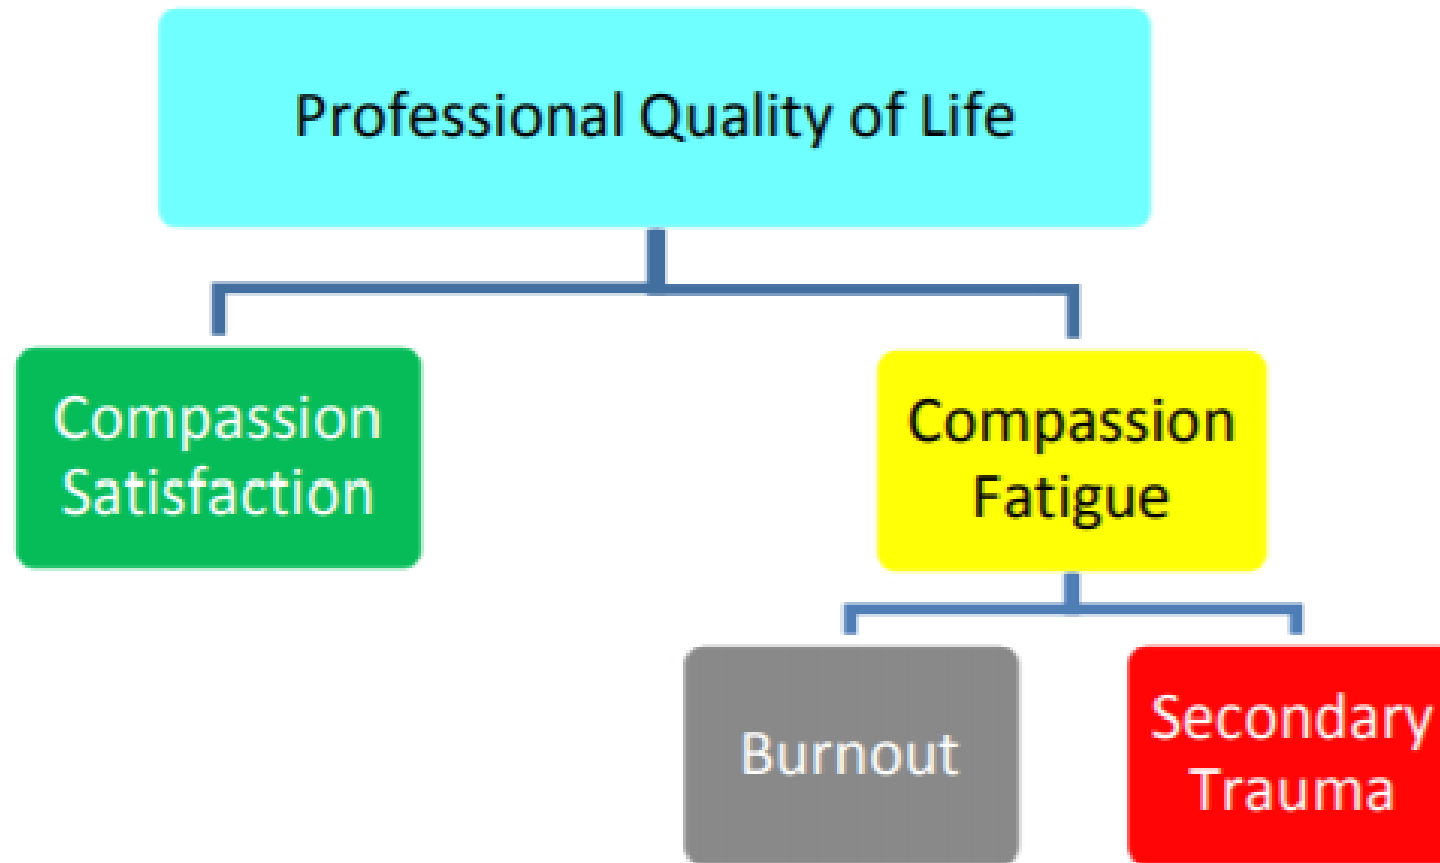 Professional Quality of Life
Compassion
Satisfaction
Compassion
Fatigue
Burnout
Secondary
Trauma